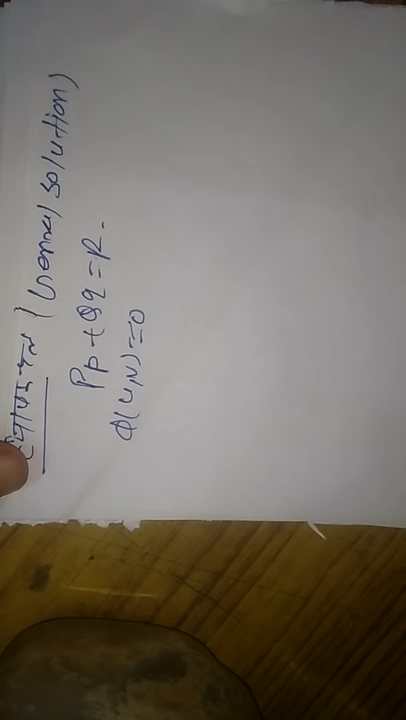 (General solution)
Pp + Qq = R.
Φ(u,v) = 0